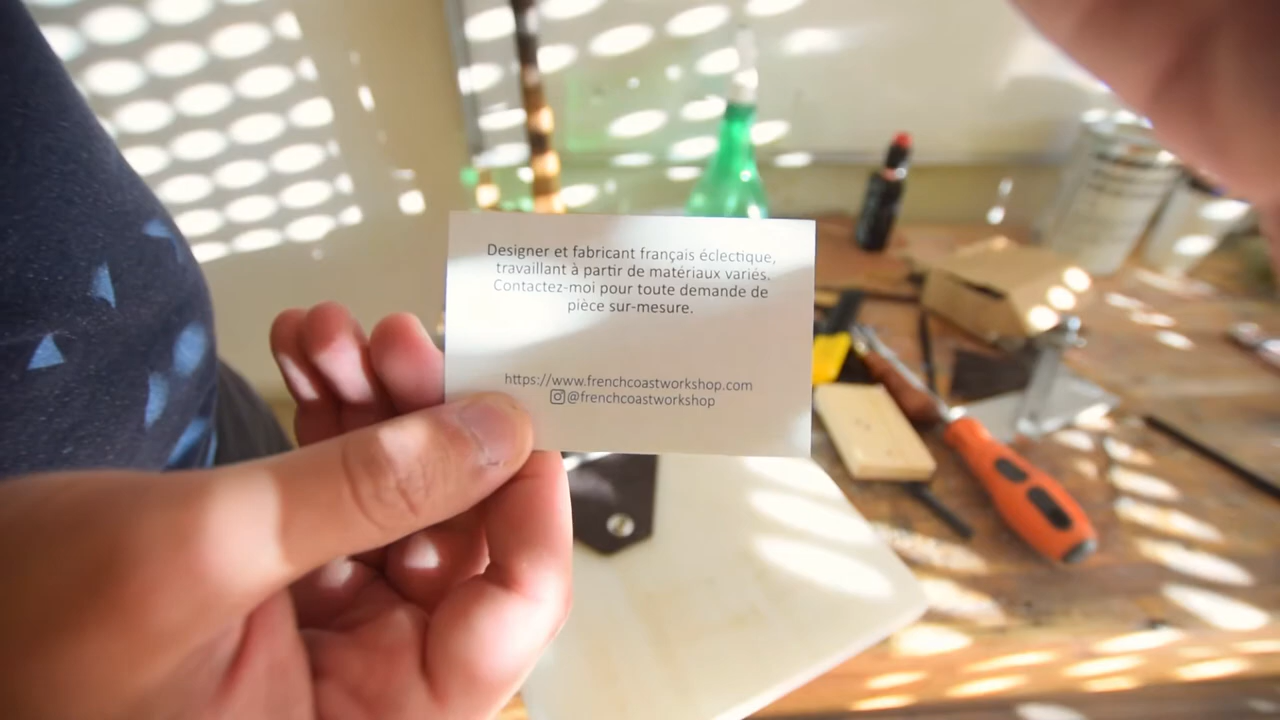 Designer et fabricant français éclectique,
travaillant à partir de matériaux variés.
Contactez-moi pour toute demande de
pièce sur-mesure.
https://www.frenchcoastworkshop.com
@frenchcoastworkshop